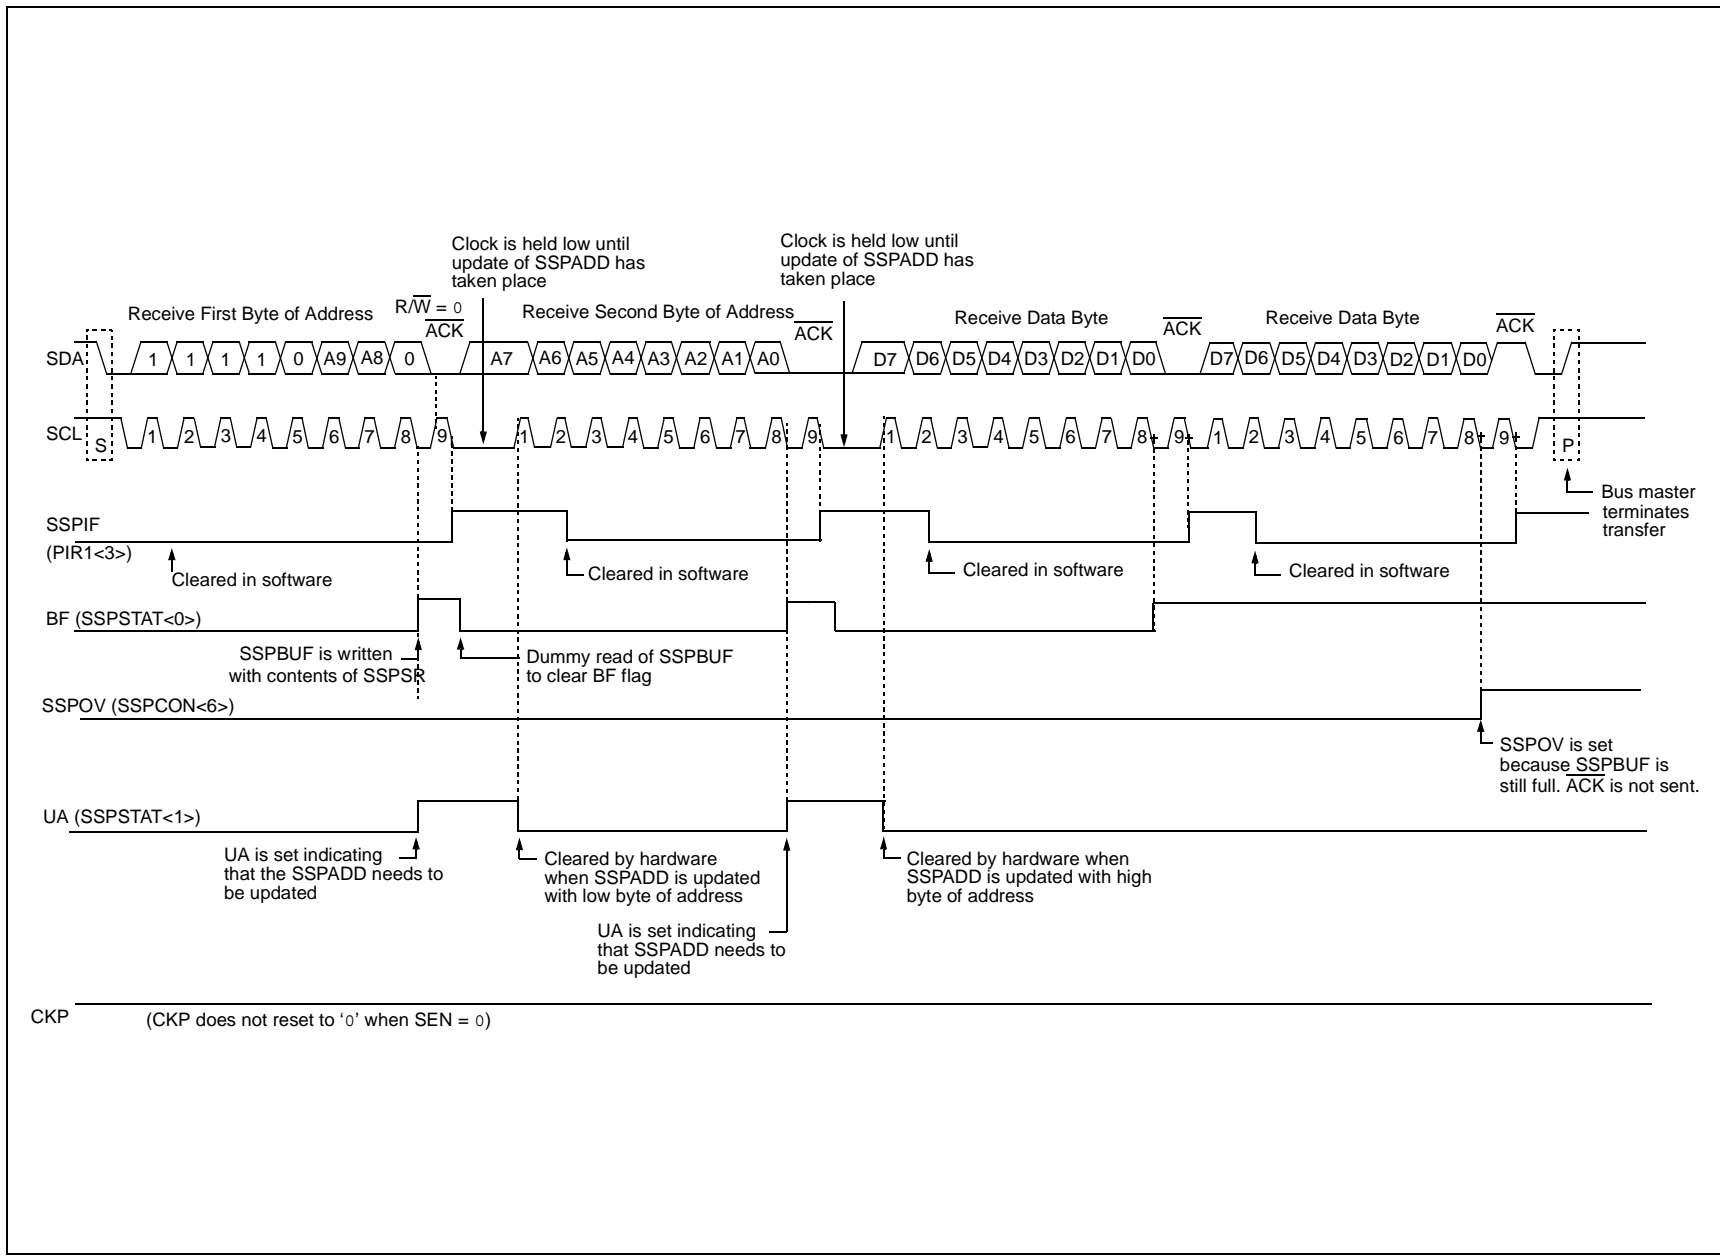 Clock is held low until
update of SSPADD has
taken place
Clock is held low until
update of SSPADD has
taken place
Receive First Byte of Address
R/W = 0
ACK
Receive Second Byte of Address
ACK
Receive Data Byte
ACK
Receive Data Byte
ACK
SDA
1 1 1 1 0 A9 A8 0
A7 A6 A5 A4 A3 A2 A1 A0
D7 D6 D5 D4 D3 D2 D1 D0
D7 D6 D5 D4 D3 D2 D1 D0
SCL
S
1 2 3 4 5 6 7 8 9
1 2 3 4 5 6 7 8 9
1 2 3 4 5 6 7 8 9
1 2 3 4 5 6 7 8 9
P
Bus master
terminates
transfer
SSPIF
(PIR1<3>)
Cleared in software
Cleared in software
Cleared in software
Cleared in software
BF (SSPSTAT<0>)
SSPBUF is written
with contents of SSPSR
Dummy read of SSPBUF
to clear BF flag
SSPOV (SSPCON<6>)
SSPOV is set
because SSPBUF is
still full. ACK is not sent.
UA (SSPSTAT<1>)
UA is set indicating
that the SSPADD needs to
be updated
Cleared by hardware
when SSPADD is updated
with low byte of address
UA is set indicating
that SSPADD needs to
be updated
Cleared by hardware when
SSPADD is updated with high
byte of address
CKP
(CKP does not reset to ‘0’ when SEN = 0)